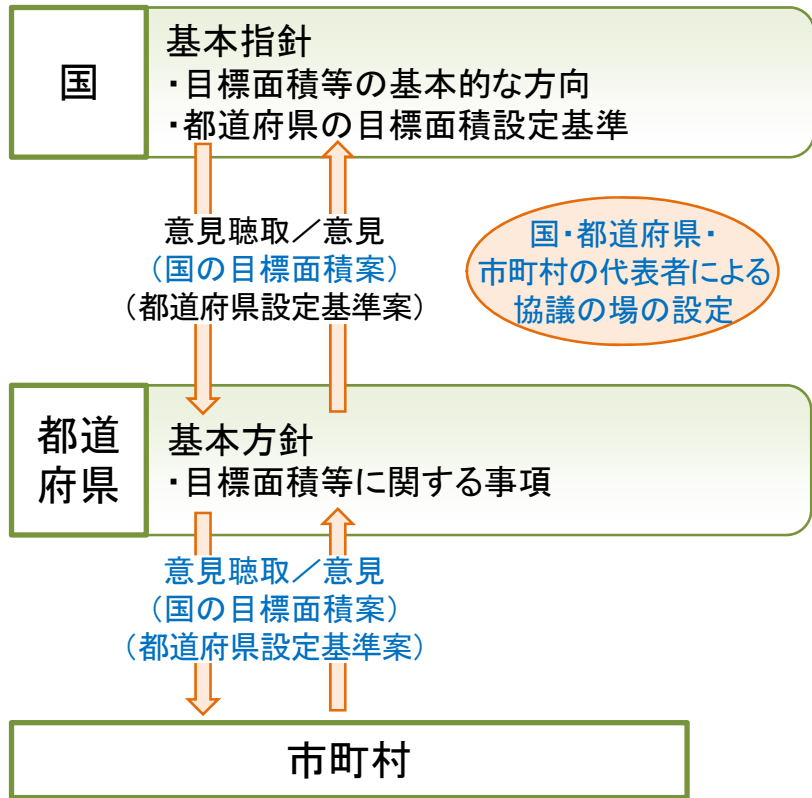 国
基本指針
・目標面積等の基本的な方向
・都道府県の目標面積設定基準
意見聴取／意見
（国の目標面積案）
（都道府県設定基準案）
国・都道府県・
市町村の代表者による
協議の場の設定
都道
府県
基本方針
・目標面積等に関する事項
意見聴取／意見
（国の目標面積案）
（都道府県設定基準案）
市町村